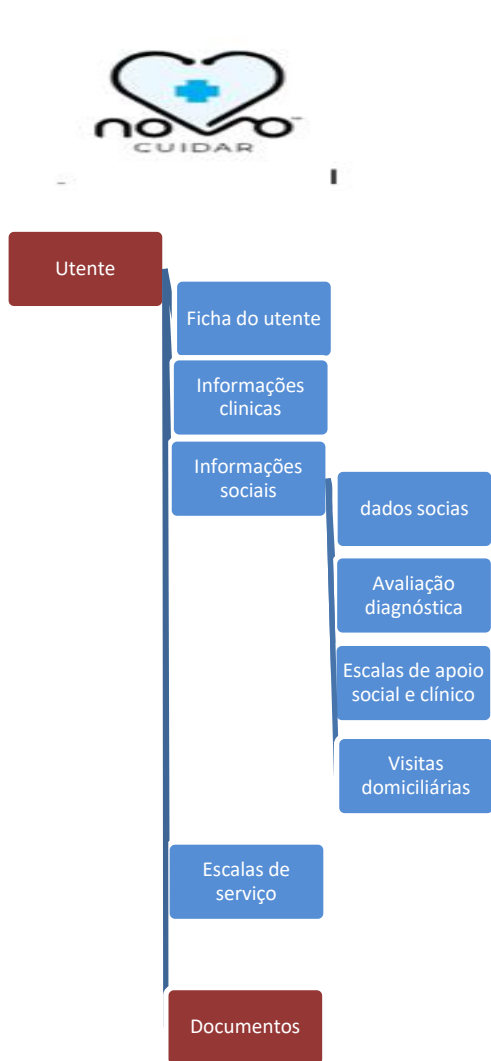 novo
CUIDAR
Utente
Ficha do utente
Informações
clinicas
Informações
sociais
dados socias
Avaliação
diagnóstica
Escalas de apoio
social e clínico
Visitas
domiciliárias
Escalas de
serviço
Documentos